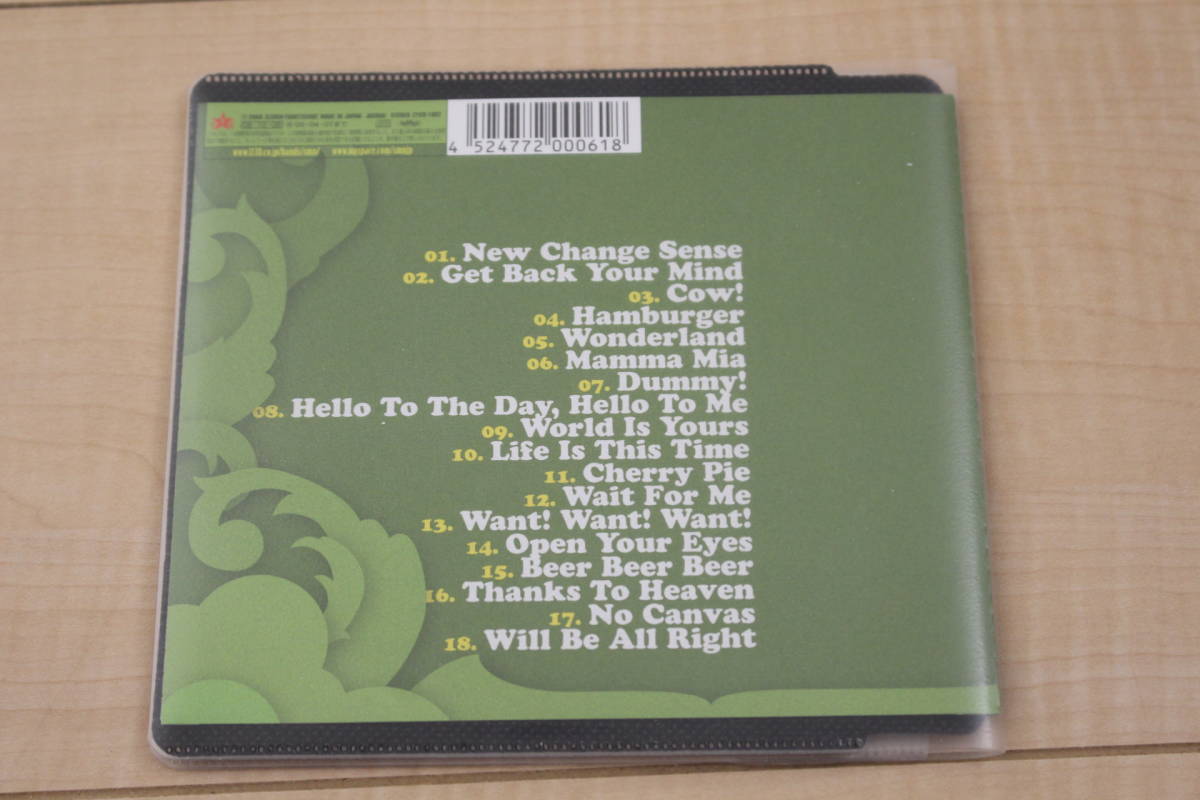 4 524772 000618
01. New Change Sense
02. Get Back Your Mind
03. Cow!
04. Hamburger
05. Wonderland
06. Mamma Mia
07. Dummy!
08. Hello To The Day, Hello To Me
09. World Is Yours
10. Life Is This Time
11. Cherry Pie
12. Wait For Me
13. Want! Want! Want!
14. Open Your Eyes
15. Beer Beer Beer
16. Thanks To Heaven
17. No Canvas
18. Will Be All Right